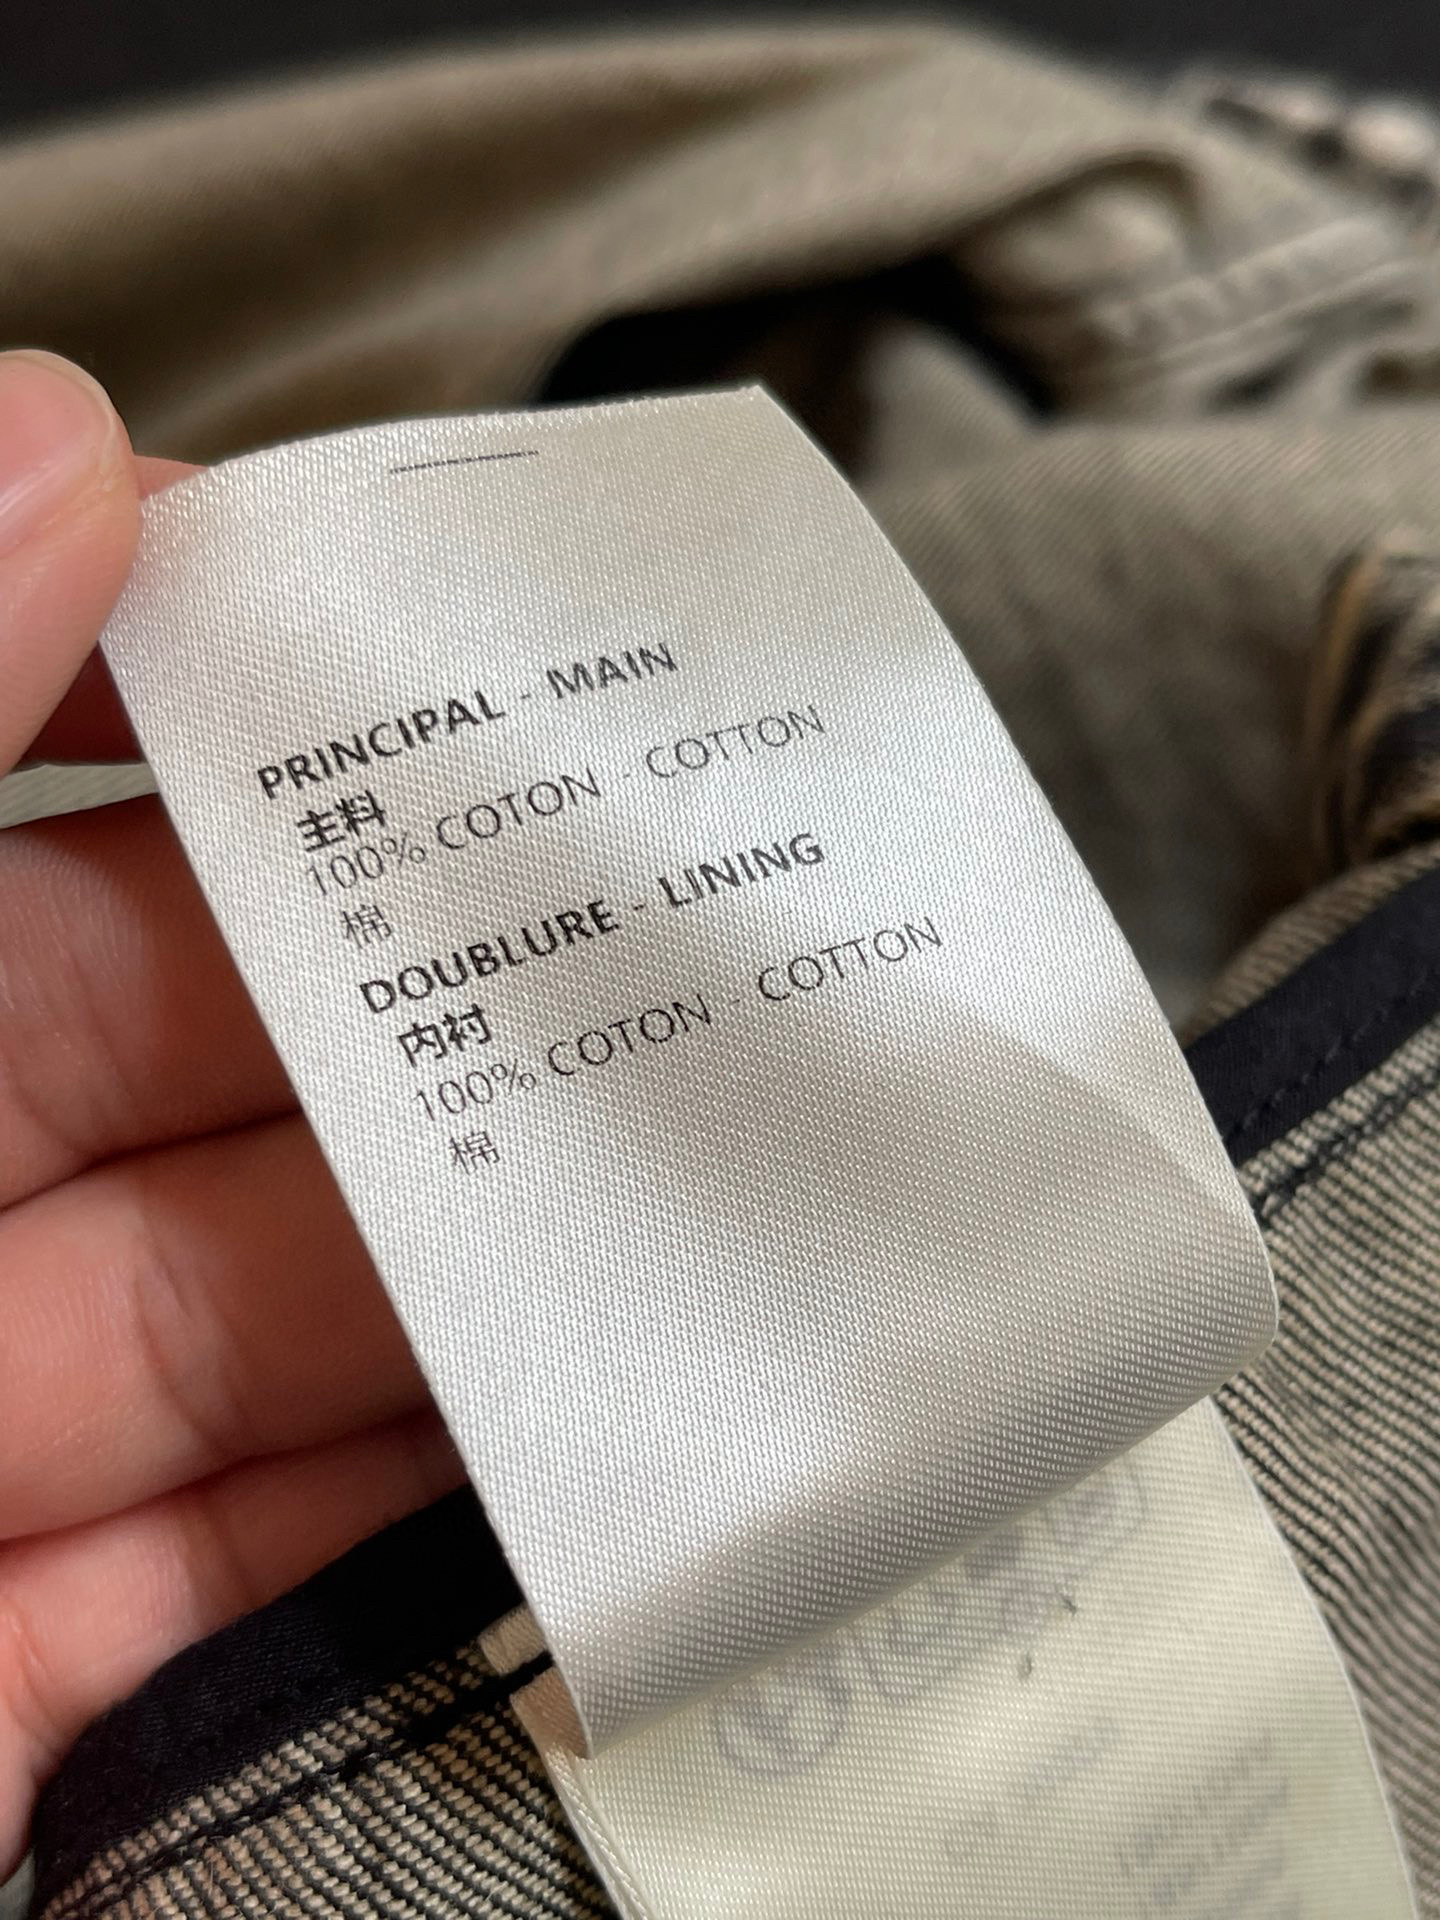 PRINCIPAL - MAIN
主料
100% COTON - COTTON
棉
DOUBLURE - LINING
内衬
100% COTON - COTTON
棉